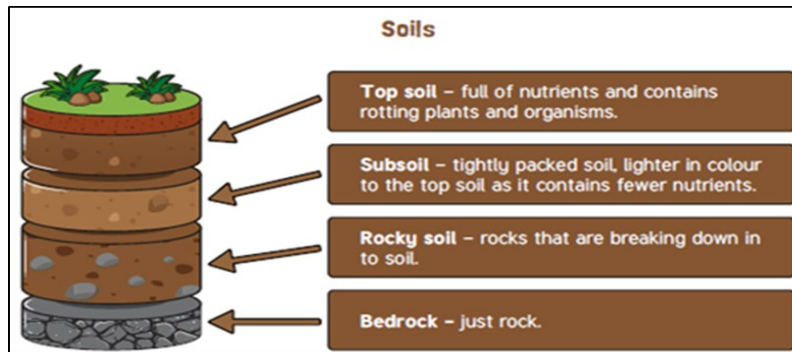 Soils
Top soil – full of nutrients and contains
rotting plants and organisms.
Subsoil – tightly packed soil, lighter in colour
to the top soil as it contains fewer nutrients.
Rocky soil – rocks that are breaking down in
to soil.
Bedrock – just rock.